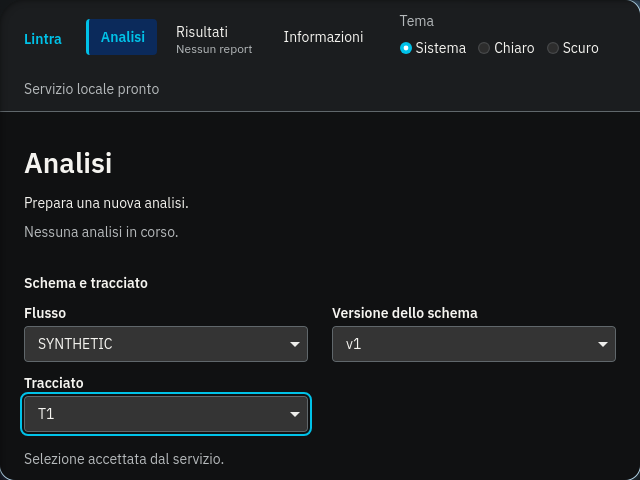 Lintra
Analisi
Risultati
Nessun report
Informazioni
Tema
Sistema
Chiaro
Scuro
Servizio locale pronto
Analisi
Prepara una nuova analisi.
Nessuna analisi in corso.
Schema e tracciato
Flusso
Versione dello schema
SYNTHETIC
v1
Tracciato
T1
Selezione accettata dal servizio.